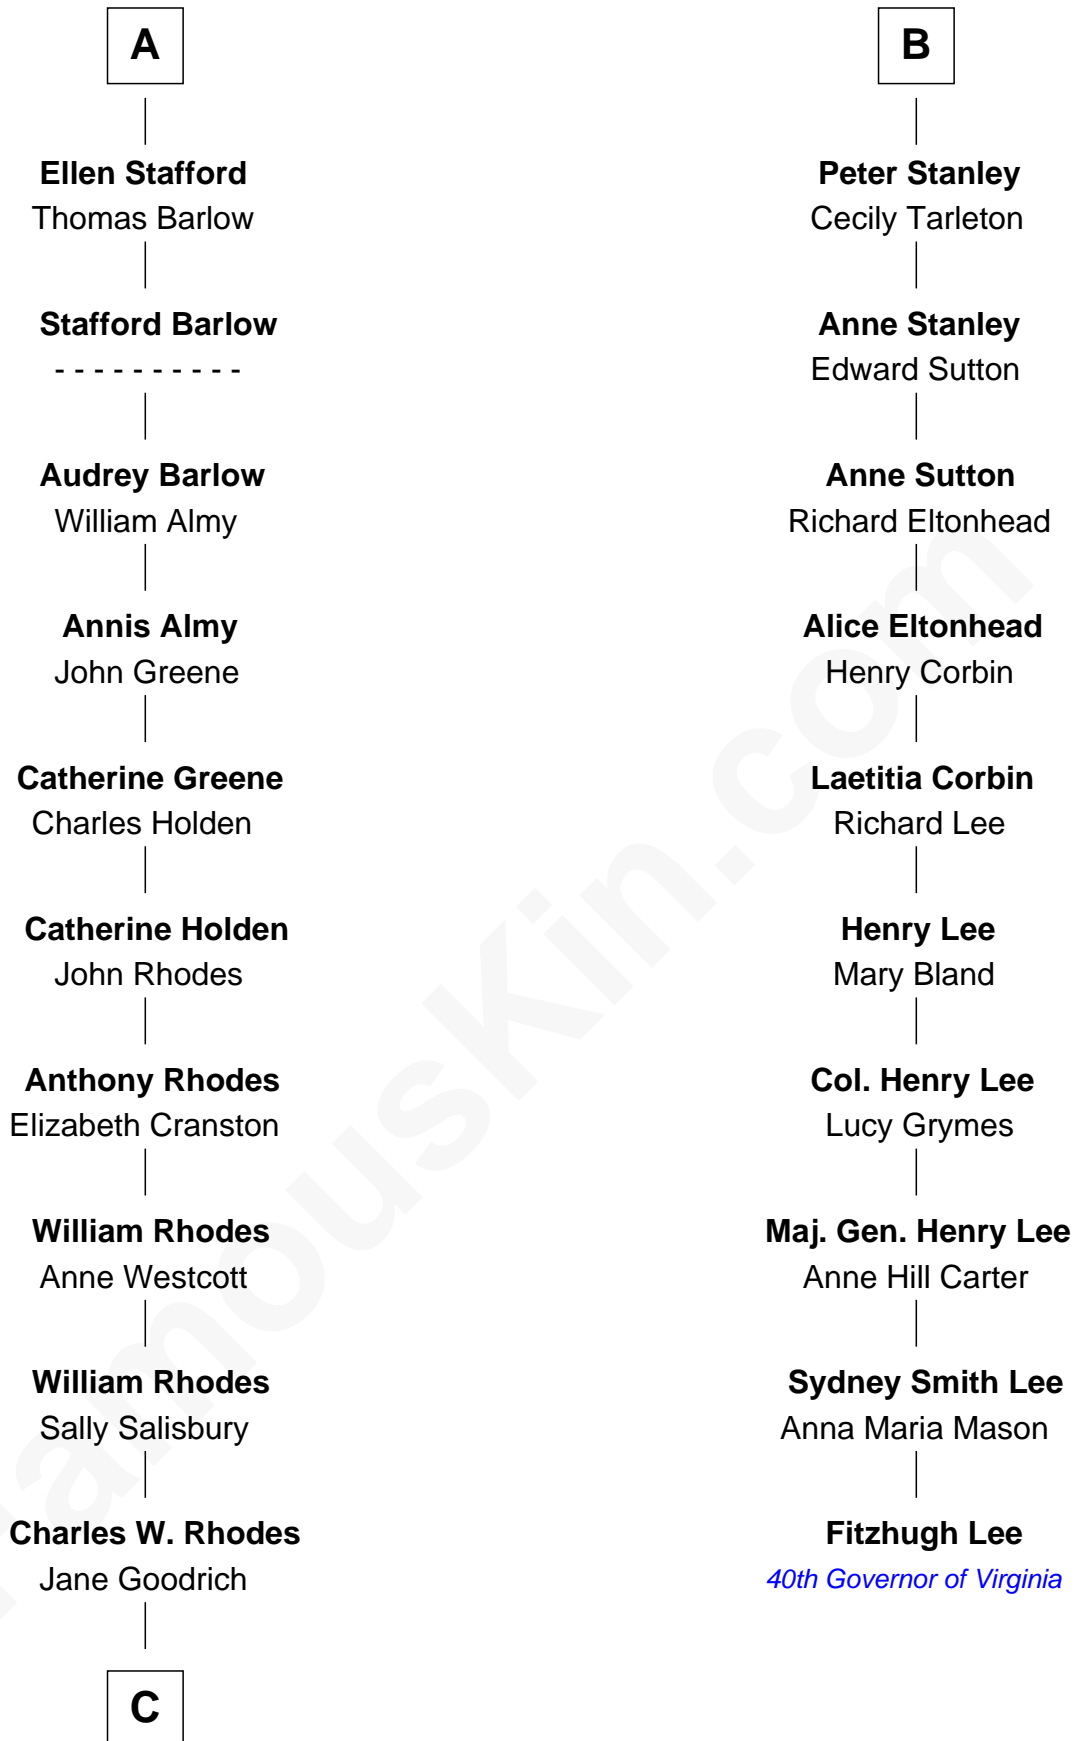 A
Ellen Stafford
Thomas Barlow
Stafford Barlow
- - - - - - - - - -
Audrey Barlow
William Almy
Annis Almy
John Greene
Catherine Greene
Charles Holden
Catherine Holden
John Rhodes
Anthony Rhodes
Elizabeth Cranston
William Rhodes
Anne Westcott
William Rhodes
Sally Salisbury
Charles W. Rhodes
Jane Goodrich
C
B
Peter Stanley
Cecily Tarleton
Anne Stanley
Edward Sutton
Anne Sutton
Richard Eltonhead
Alice Eltonhead
Henry Corbin
Laetitia Corbin
Richard Lee
Henry Lee
Mary Bland
Col. Henry Lee
Lucy Grymes
Maj. Gen. Henry Lee
Anne Hill Carter
Sydney Smith Lee
Anna Maria Mason
Fitzhugh Lee
40th Governor of Virginia
FamousKin.com